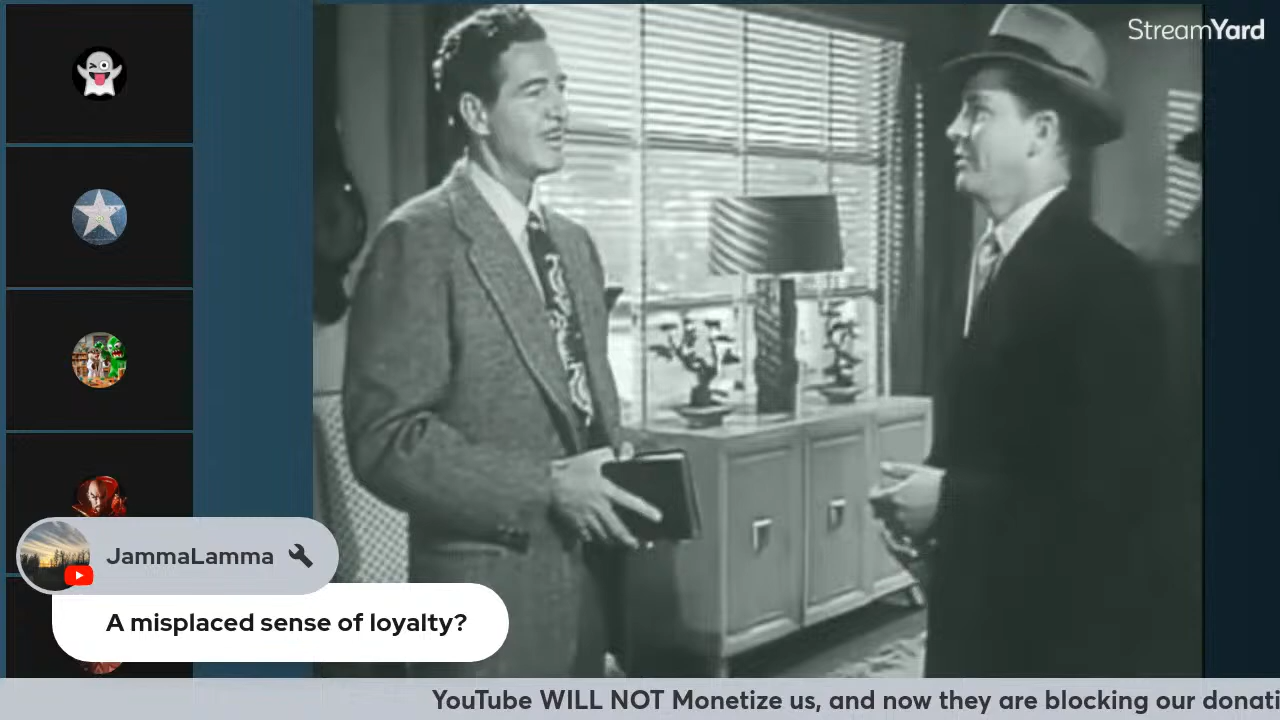 StreamYard
JammaLamma
A misplaced sense of loyalty?
YouTube WILL NOT Monetize us, and now they are blocking our donati